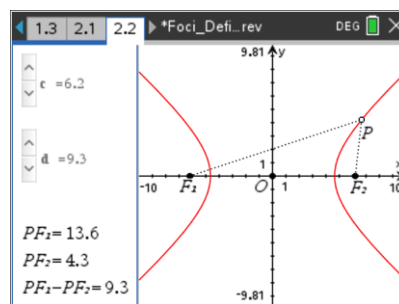 1.3 2.1 2.2 *Foci_Defi...rev DEG
c =6.2
d =9.3
PF₁= 13.6
PF₂= 4.3
PF₁−PF₂= 9.3
9.81 y
P
1
-10 F₁ O 1 F₂ 10
-9.81